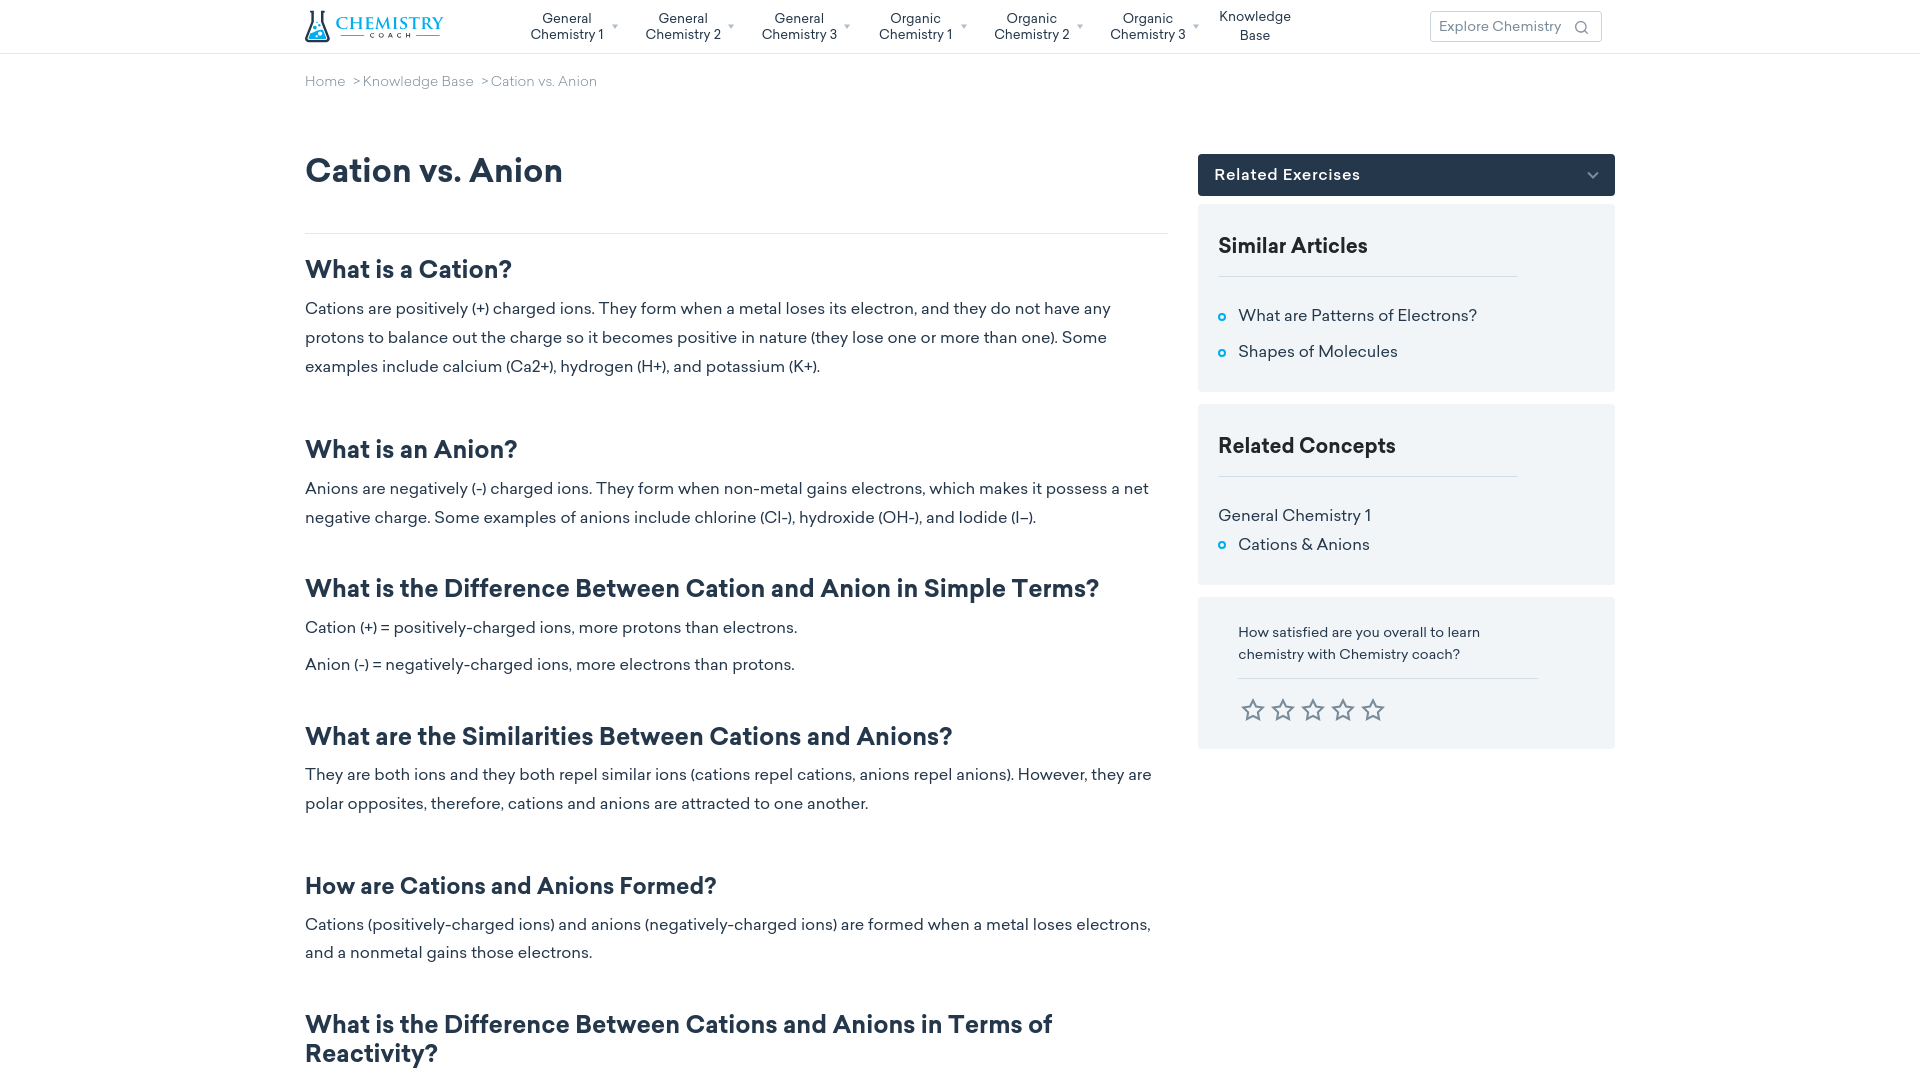 CHEMISTRY
COACH
General
Chemistry 1
General
Chemistry 2
General
Chemistry 3
Organic
Chemistry 1
Organic
Chemistry 2
Organic
Chemistry 3
Knowledge
Base
Explore Chemistry
Home > Knowledge Base > Cation vs. Anion
Cation vs. Anion
What is a Cation?
Cations are positively (+) charged ions. They form when a metal loses its electron, and they do not have any
protons to balance out the charge so it becomes positive in nature (they lose one or more than one). Some
examples include calcium (Ca2+), hydrogen (H+), and potassium (K+).
What is an Anion?
Anions are negatively (-) charged ions. They form when non-metal gains electrons, which makes it possess a net
negative charge. Some examples of anions include chlorine (Cl-), hydroxide (OH-), and Iodide (I–).
What is the Difference Between Cation and Anion in Simple Terms?
Cation (+) = positively-charged ions, more protons than electrons.
Anion (-) = negatively-charged ions, more electrons than protons.
What are the Similarities Between Cations and Anions?
They are both ions and they both repel similar ions (cations repel cations, anions repel anions). However, they are
polar opposites, therefore, cations and anions are attracted to one another.
How are Cations and Anions Formed?
Cations (positively-charged ions) and anions (negatively-charged ions) are formed when a metal loses electrons,
and a nonmetal gains those electrons.
What is the Difference Between Cations and Anions in Terms of
Reactivity?
Related Exercises
Similar Articles
What are Patterns of Electrons?
Shapes of Molecules
Related Concepts
General Chemistry 1
Cations & Anions
How satisfied are you overall to learn
chemistry with Chemistry coach?